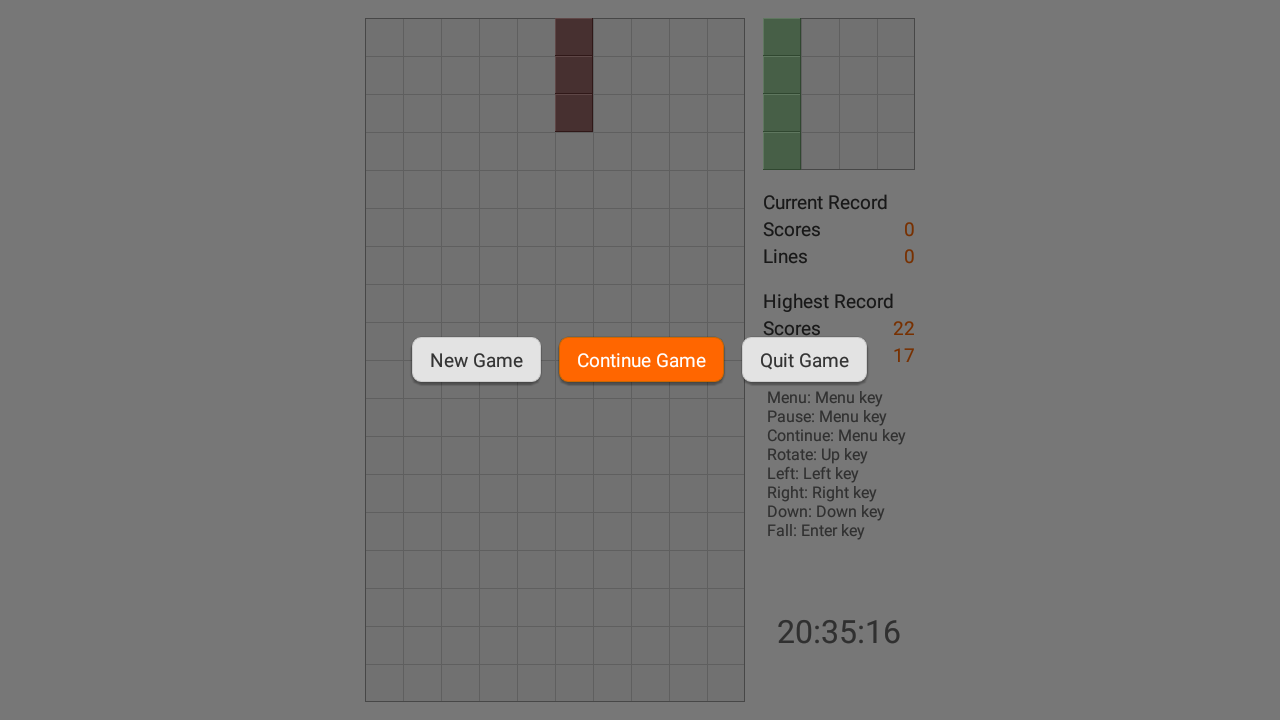 Current Record
Scores 0
Lines 0
Highest Record
Scores 22
17
New Game
Continue Game
Quit Game
Menu: Menu key
Pause: Menu key
Continue: Menu key
Rotate: Up key
Left: Left key
Right: Right key
Down: Down key
Fall: Enter key
20:35:16